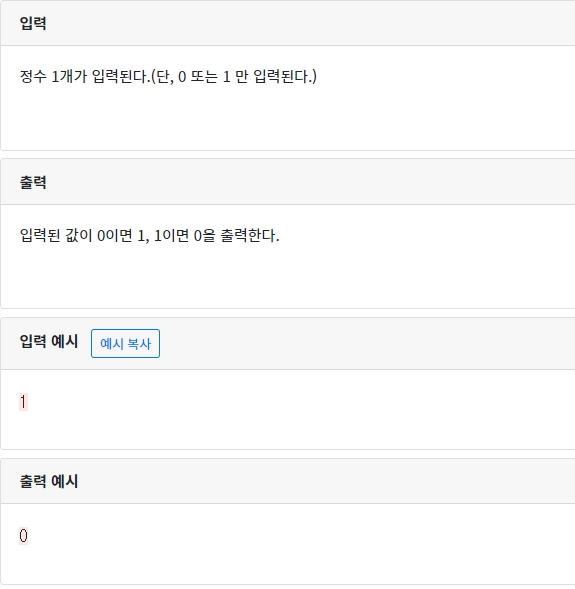 입력
정수 1개가 입력된다.(단, 0 또는 1 만 입력된다.)
출력
입력된 값이 0이면 1, 1이면 0을 출력한다.
입력 예시 예시 복사
1
출력 예시
0